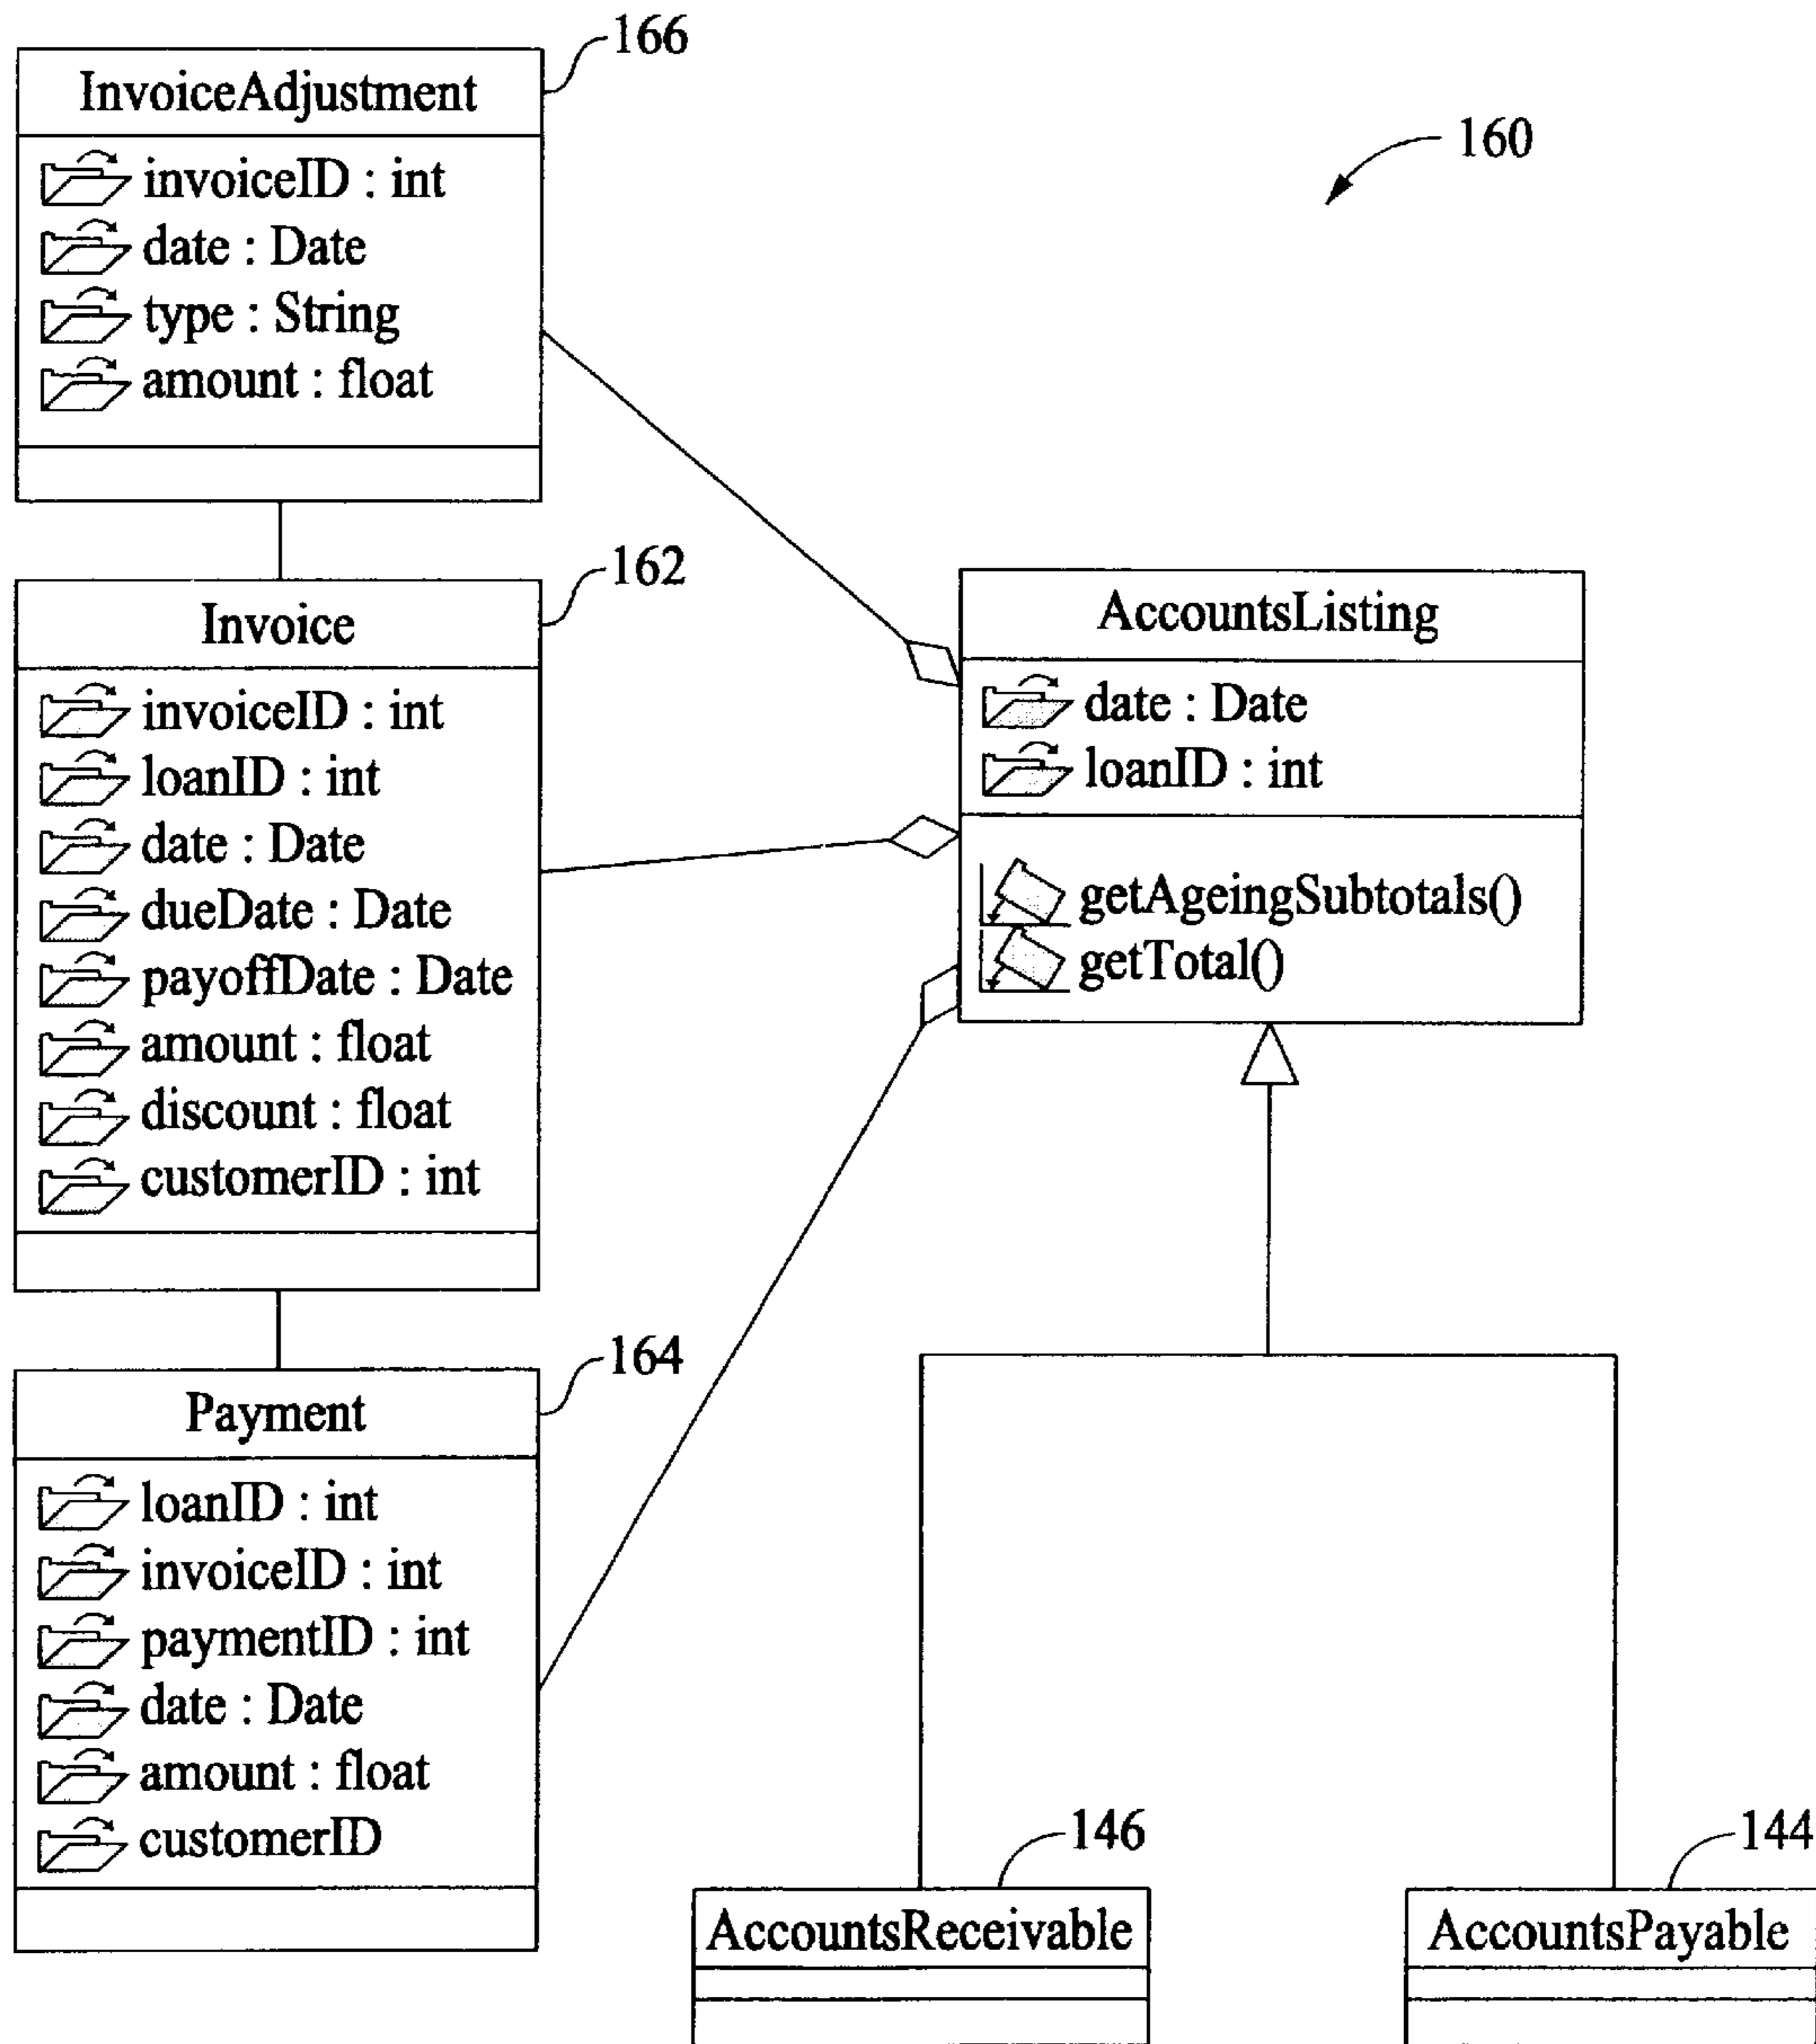 166
InvoiceAdjustment
invoiceID : int
date : Date
type : String
amount : float
160
162
Invoice
invoiceID : int
loanID : int
date : Date
dueDate : Date
payoffDate : Date
amount : float
discount : float
customerID : int
AccountsListing
date : Date
loanID : int
getAgeingSubtotals()
getTotal()
164
Payment
loanID : int
invoiceID : int
paymentID : int
date : Date
amount : float
customerID
146
AccountsReceivable
144
AccountsPayable